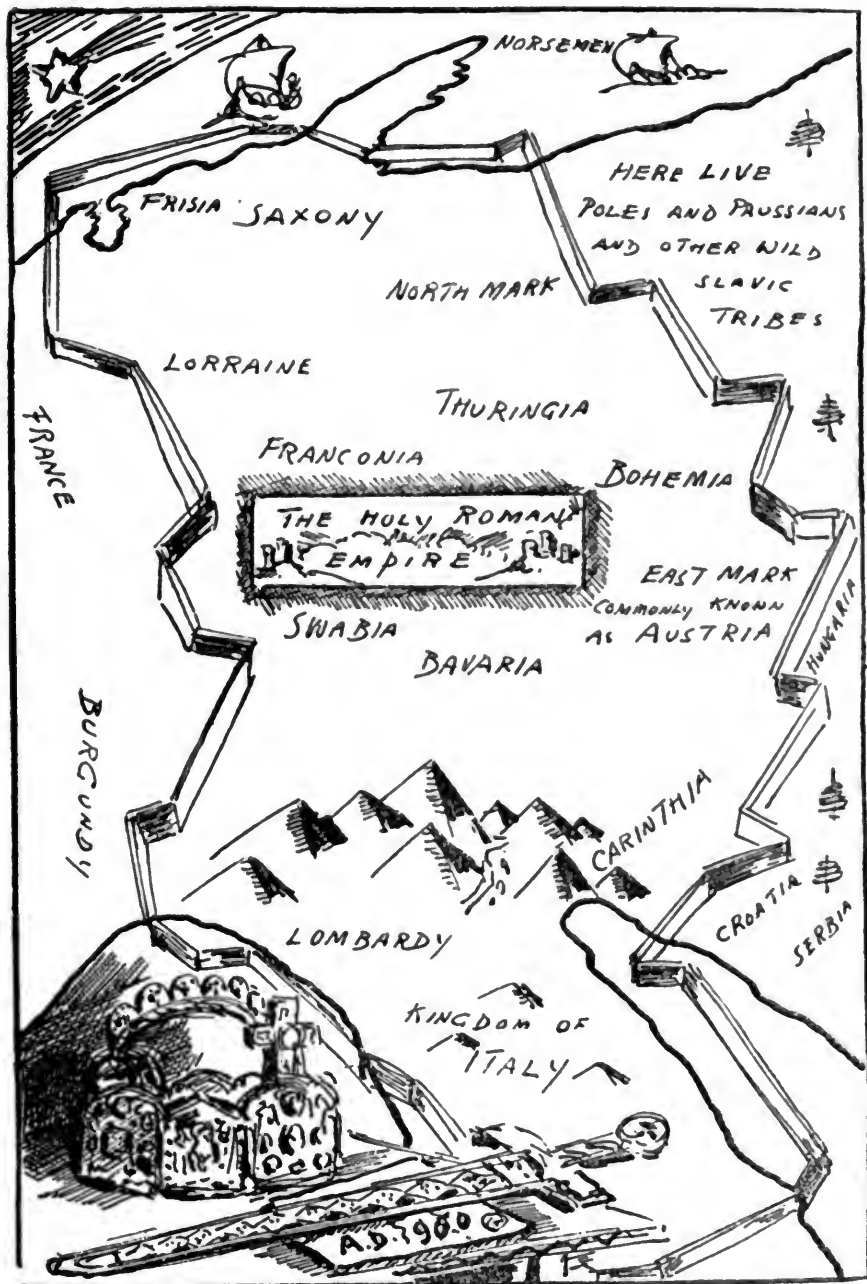 NORSEMEN
HERE LIVE
POLES AND PRUSSIANS
AND OTHER WILD
SLAVIC
TRIBES
FRISIA
SAXONY
NORTH MARK
LORRAINE
THURINGIA
FRANCE
FRANCONIA
BOHEMIA
THE HOLY ROMAN
EMPIRE
EAST MARK
COMMONLY KNOWN
AS AUSTRIA
HUNGARIA
SWABIA
BAVARIA
BURGUNDY
CARINTHIA
CROATIA
SERBIA
LOMBARDY
KINGDOM OF
ITALY
A.D.